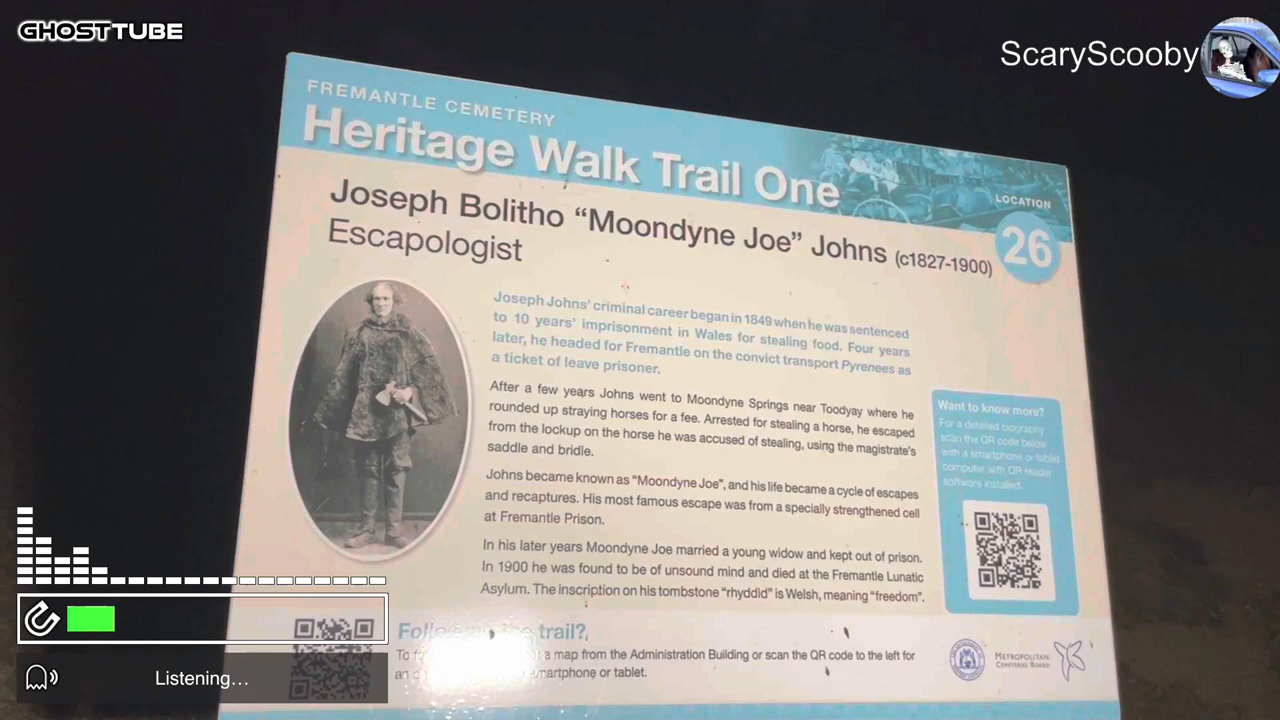 GHOSTTUBE
ScaryScooby
FREMANTLE CEMETERY
Heritage Walk Trail One
LOCATION
26
Joseph Bolitho “Moondyne Joe” Johns (c1827-1900)
Escapologist
Joseph Johns’ criminal career began in 1849 when he was sentenced
to 10 years’ imprisonment in Wales for stealing food. Four years
later, he headed for Fremantle on the convict transport Pyrenees as
a ticket of leave prisoner.
After a few years Johns went to Moondyne Springs near Toodyay where he
rounded up straying horses for a fee. Arrested for stealing a horse, he escaped
from the lockup on the horse he was accused of stealing, using the magistrate’s
saddle and bridle.
Johns became known as “Moondyne Joe”, and his life became a cycle of escapes
and recaptures. His most famous escape was from a specially strengthened cell
at Fremantle Prison.
In his later years Moondyne Joe married a young widow and kept out of prison.
In 1900 he was found to be of unsound mind and died at the Fremantle Lunatic
Asylum. The inscription on his tombstone “rhyddid” is Welsh, meaning “freedom”.
Want to know more?
For a detailed biography
scan the QR code below
with a smartphone or tablet
computer with QR reader
software installed.
trail?
To a map from the Administration Building or scan the QR code to the left for
smartphone or tablet.
METROPOLITAN
CEMETERIES BOARD
Listening...